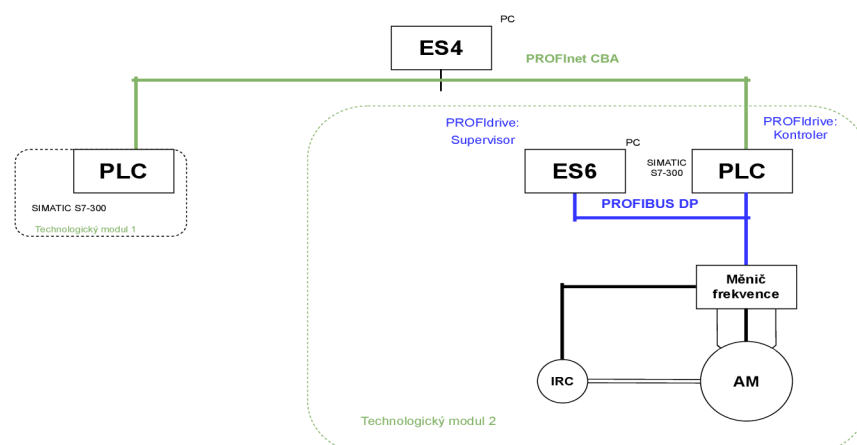 PC
ES4
PROFInet CBA
PROFIdrive:
Supervisor
PROFIdrive:
Kontroler
PC
PLC
SIMATIC S7-300
Technologický modul 1
ES6
SIMATIC
S7-300
PLC
PROFIBUS DP
Měnič
frekvence
IRC
AM
Technologický modul 2